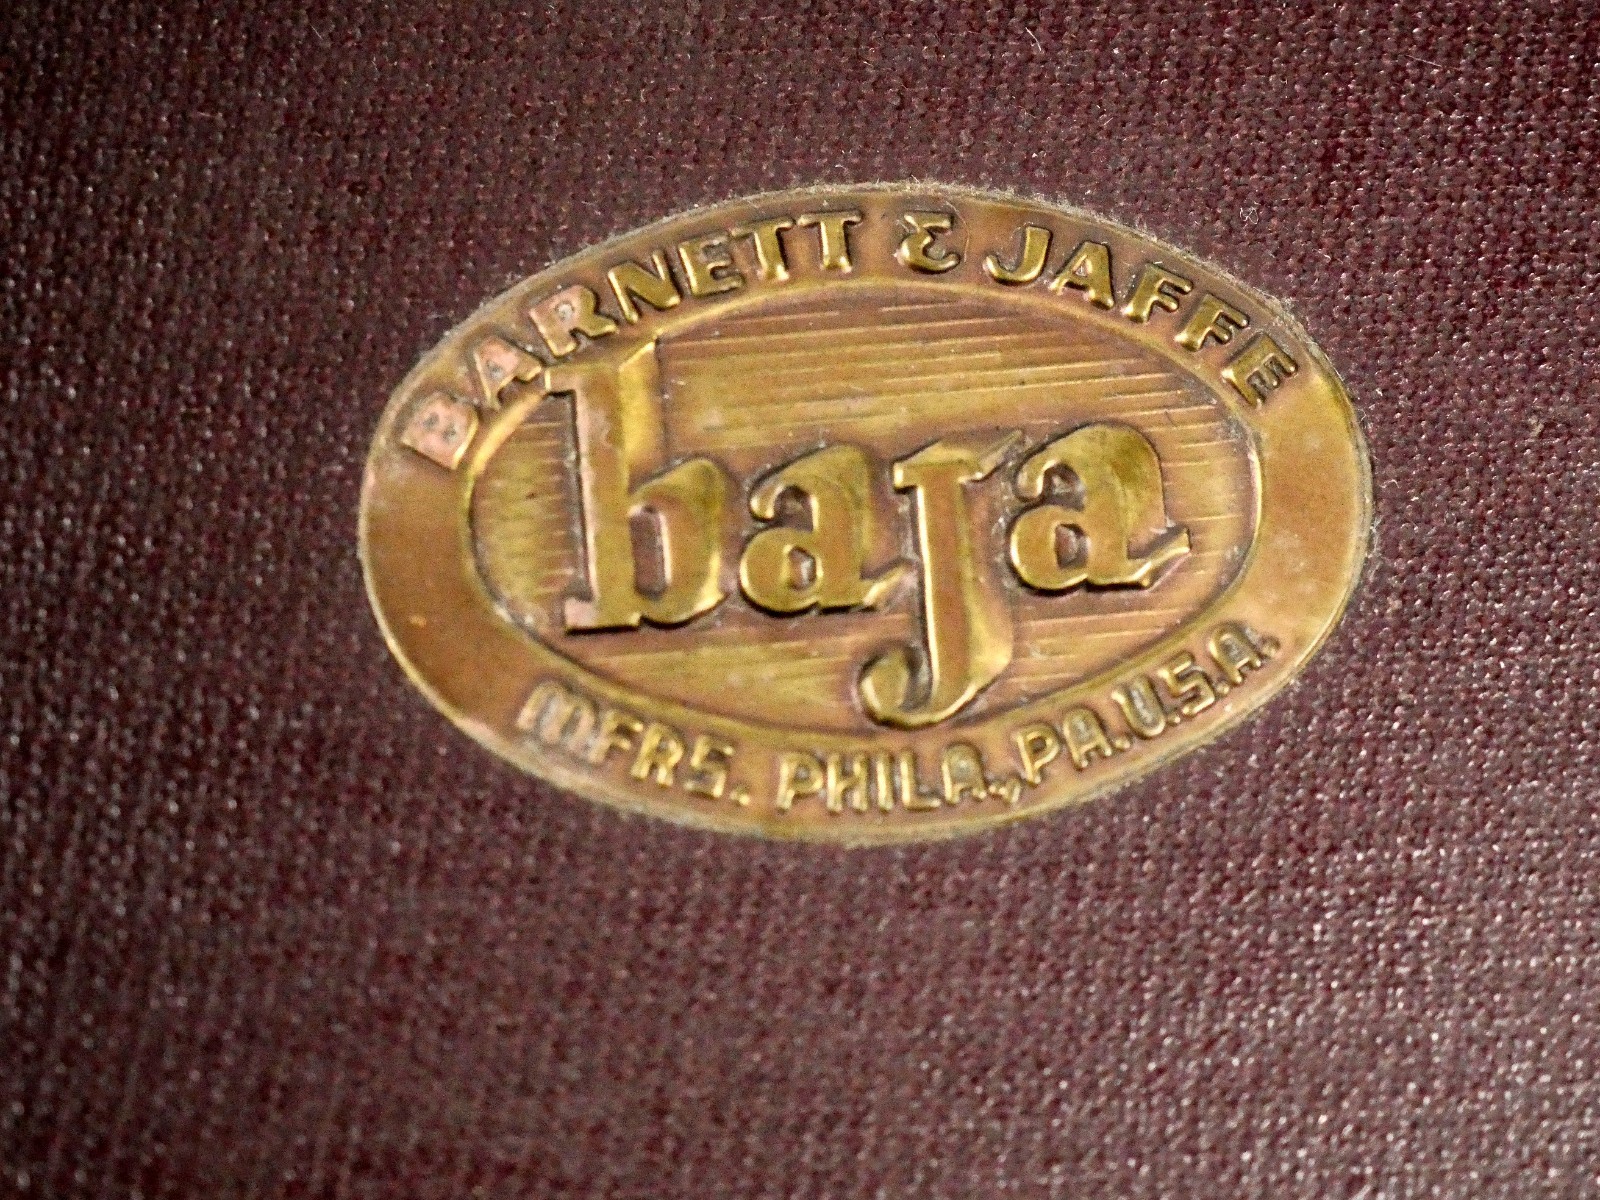 BARNETT & JAFFE
baja
MFRS. PHILA., PA. U.S.A.